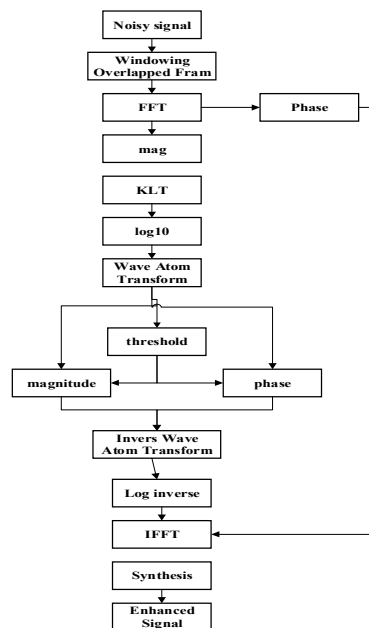 Noisy signal
Windowing
Overlapped Fram
FFT
Phase
mag
KLT
log10
Wave Atom
Transform
threshold
magnitude
phase
Invers Wave
Atom Transform
Log inverse
IFFT
Synthesis
Enhanced
Signal